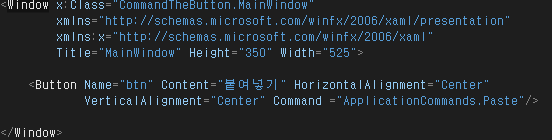 <Window x:Class="CommandTheButton.MainWindow"
xmlns="http://schemas.microsoft.com/winfx/2006/xaml/presentation"
xmlns:x="http://schemas.microsoft.com/winfx/2006/xaml"
Title="MainWindow" Height="350" Width="525">
<Button Name="btn" Content="붙여넣기" HorizontalAlignment="Center"
VerticalAlignment="Center" Command ="ApplicationCommands.Paste"/>
</Window>